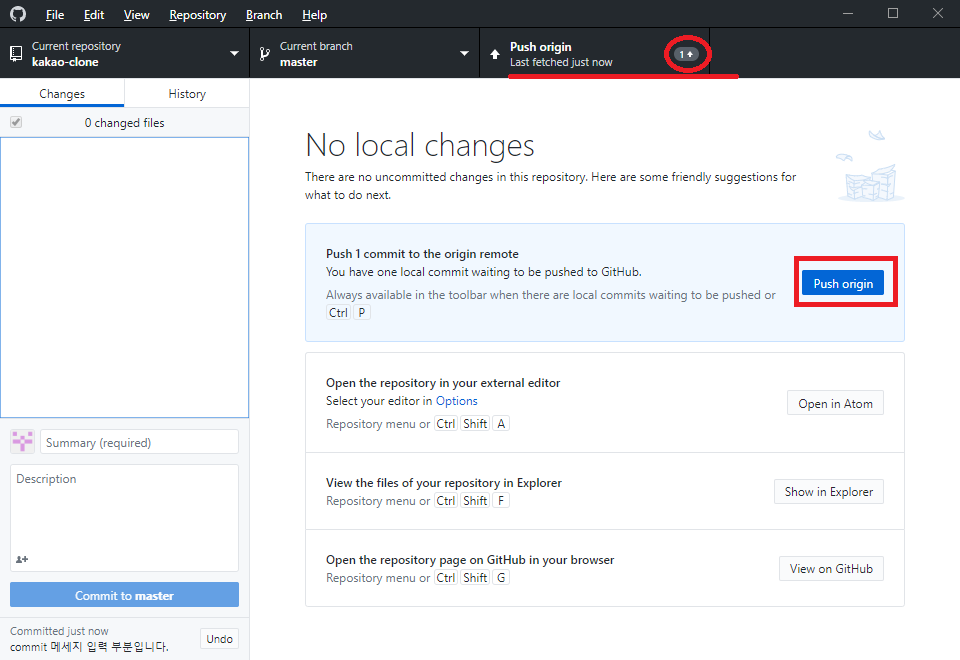 File Edit View Repository Branch Help
Current repository
kakao-clone
Current branch
master
Push origin
Last fetched just now
1
Changes
History
0 changed files
No local changes
There are no uncommitted changes in this repository. Here are some friendly suggestions for
what to do next.
Push 1 commit to the origin remote
You have one local commit waiting to be pushed to GitHub.
Always available in the toolbar when there are local commits waiting to be pushed or
Ctrl P
Push origin
Open the repository in your external editor
Select your editor in Options
Repository menu or Ctrl Shift A
Open in Atom
View the files of your repository in Explorer
Repository menu or Ctrl Shift F
Show in Explorer
Open the repository page on GitHub in your browser
Repository menu or Ctrl Shift G
View on GitHub
Summary (required)
Description
Commit to master
Committed just now
commit 메세지 입력 부분입니다.
Undo